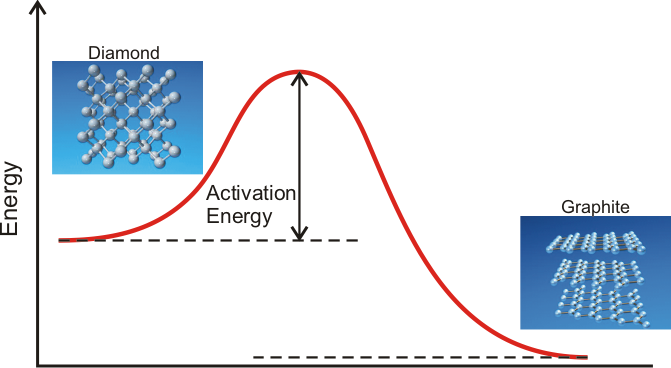 Diamond
Activation
Energy
Graphite
Energy